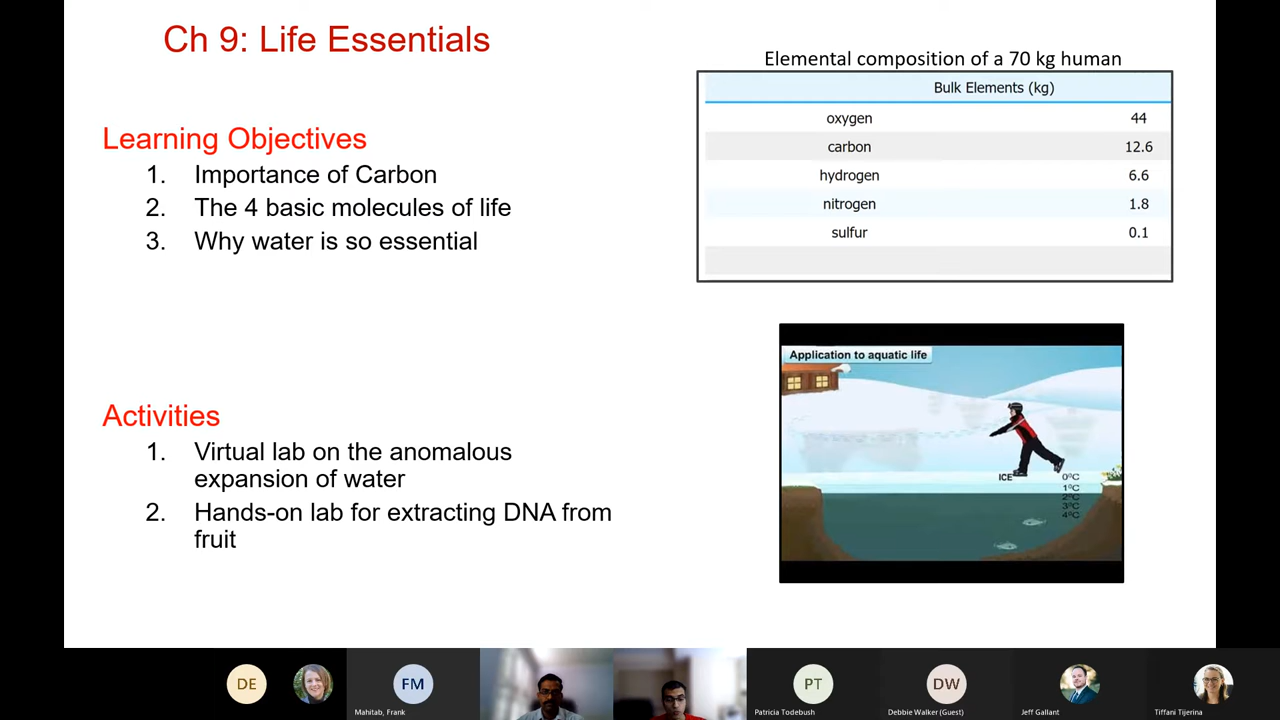 Ch 9: Life Essentials
Learning Objectives
1. Importance of Carbon
2. The 4 basic molecules of life
3. Why water is so essential
Activities
1. Virtual lab on the anomalous
expansion of water
2. Hands-on lab for extracting DNA from
fruit
Elemental composition of a 70 kg human
Bulk Elements (kg)
oxygen 44
carbon 12.6
hydrogen 6.6
nitrogen 1.8
sulfur 0.1
Application to aquatic life
ICE 0°C
1°C
2°C
3°C
4°C
DE FM PT DW
Mahitab, Frank Patricia Todebush Debbie Walker (Guest) Jeff Gallant Tiffani Tijerina